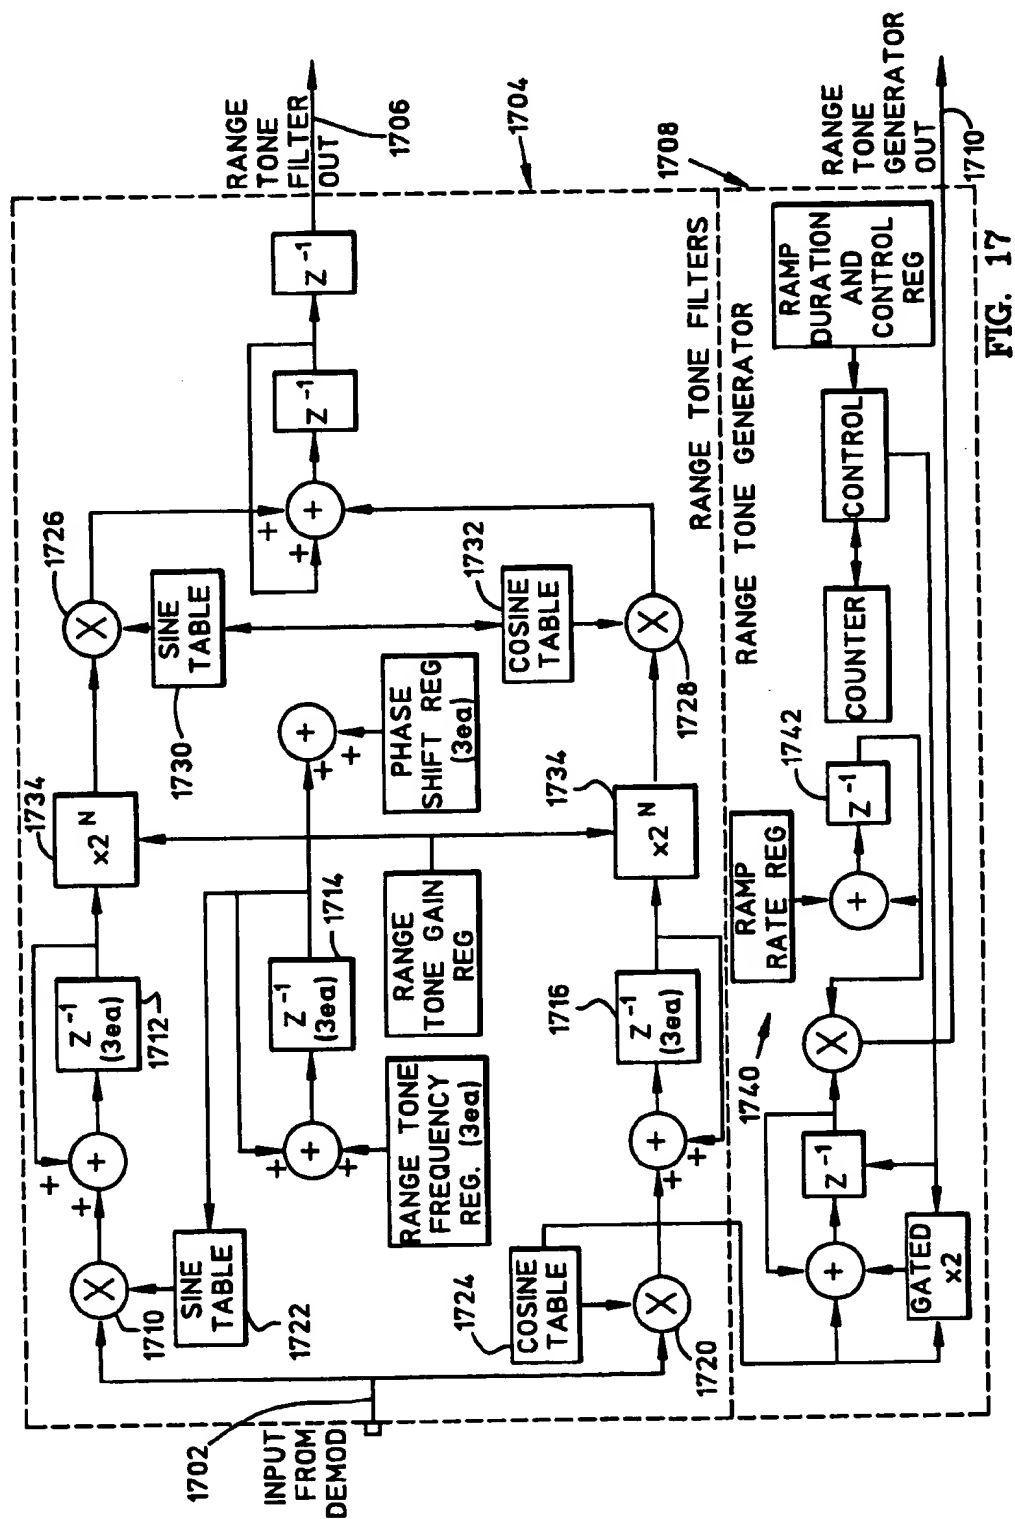 1702
INPUT
FROM
DEMOD
X
1710
SINE
TABLE
1722
+
+
+
Z⁻¹
(3ea)
1712
1734
x2ᴺ
X
1726
SINE
TABLE
1730
+
+
+
RANGE TONE
FREQUENCY
REG. (3ea)
Z⁻¹
(3ea)
1714
RANGE
TONE GAIN
REG
+
+
+
PHASE
SHIFT REG
(3ea)
+
+
+
Z⁻¹
Z⁻¹
RANGE
TONE
FILTER
OUT
1706
1704
1724
COSINE
TABLE
X
1720
+
+
+
Z⁻¹
(3ea)
1716
1734
x2ᴺ
COSINE
TABLE
1732
X
1728
RANGE TONE FILTERS
RANGE TONE GENERATOR
1708
GATED
x2
+
Z⁻¹
X
1740
RAMP
RATE REG
+
Z⁻¹
1742
COUNTER
CONTROL
RAMP
DURATION
AND
CONTROL
REG
RANGE
TONE
GENERATOR
OUT
1710
FIG. 17